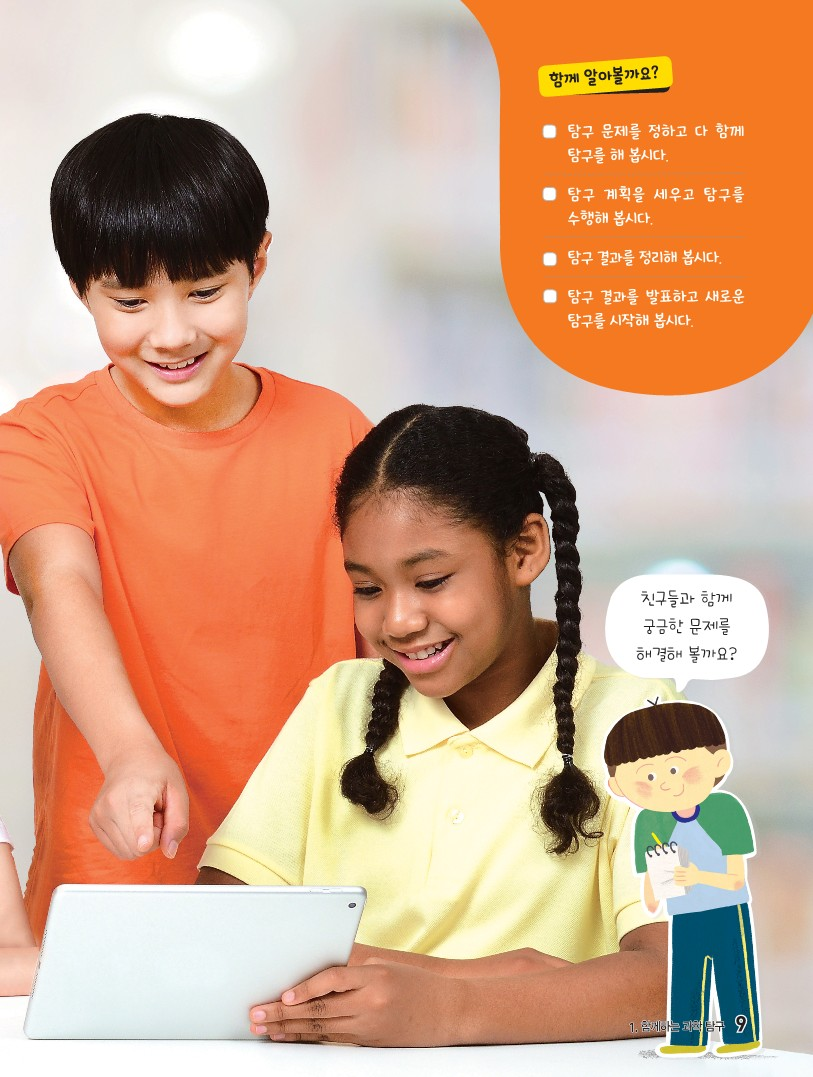 함께 알아볼까요?
탐구 문제를 정하고 다 함께
탐구를 해 봅시다.
탐구 계획을 세우고 탐구를
수행해 봅시다.
탐구 결과를 정리해 봅시다.
탐구 결과를 발표하고 새로운
탐구를 시작해 봅시다.
친구들과 함께
궁금한 문제를
해결해 볼까요?
1. 함께하는 과학 탐구 9